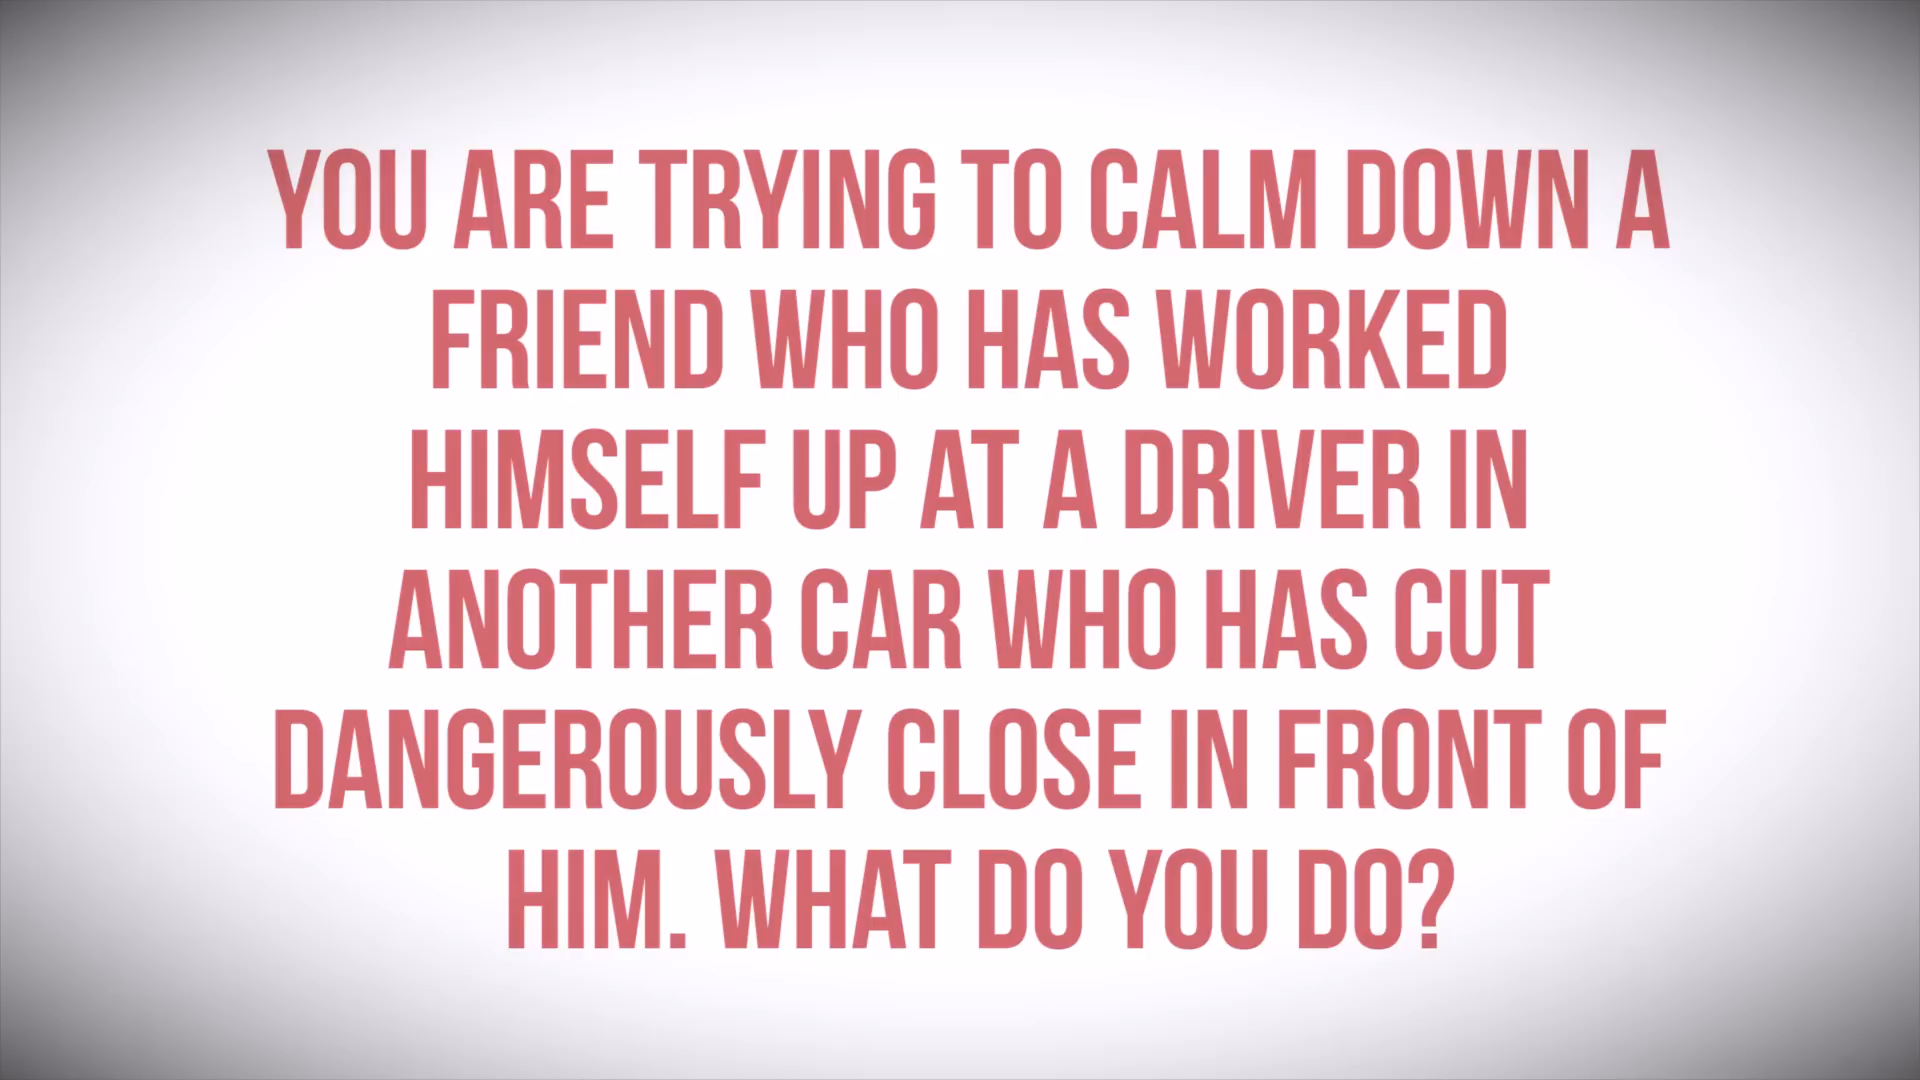 YOU ARE TRYING TO CALM DOWN A
FRIEND WHO HAS WORKED
HIMSELF UP AT A DRIVER IN
ANOTHER CAR WHO HAS CUT
DANGEROUSLY CLOSE IN FRONT OF
HIM. WHAT DO YOU DO?